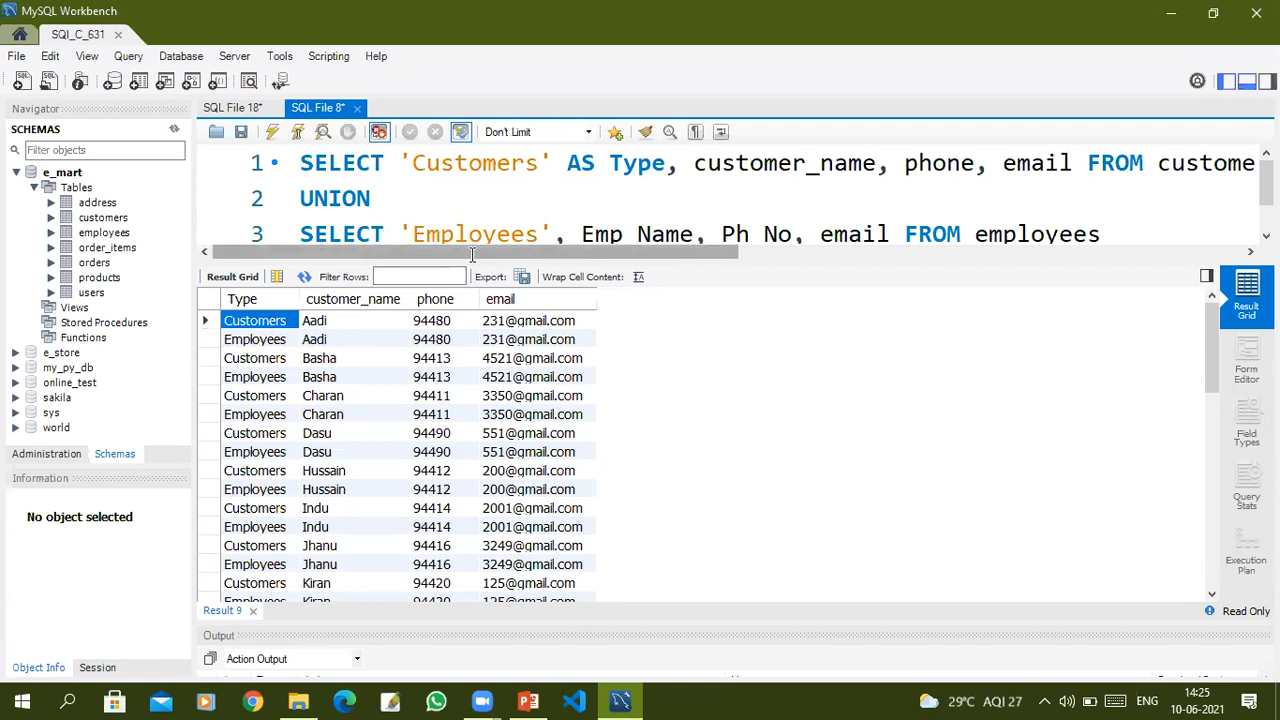 MySQL Workbench
SQl_C_631
File Edit View Query Database Server Tools Scripting Help
Navigator
SCHEMAS
Filter objects
e_mart
Tables
address
customers
employees
order_items
orders
products
users
Views
Stored Procedures
Functions
e_store
my_py_db
online_test
sakila
sys
world
Administration Schemas
Information
No object selected
Object Info Session
SQL File 18* SQL File 8*
Don't Limit
1 SELECT 'Customers' AS Type, customer_name, phone, email FROM custome
2 UNION
3 SELECT 'Employees', Emp_Name, Ph_No, email FROM employees
Result Grid Filter Rows: Export: Wrap Cell Content:
Type customer_name phone email
Customers Aadi 94480 231@gmail.com
Employees Aadi 94480 231@gmail.com
Customers Basha 94413 4521@gmail.com
Employees Basha 94413 4521@gmail.com
Customers Charan 94411 3350@gmail.com
Employees Charan 94411 3350@gmail.com
Customers Dasu 94490 551@gmail.com
Employees Dasu 94490 551@gmail.com
Customers Hussain 94412 200@gmail.com
Employees Hussain 94412 200@gmail.com
Customers Indu 94414 2001@gmail.com
Employees Indu 94414 2001@gmail.com
Customers Jhanu 94416 3249@gmail.com
Employees Jhanu 94416 3249@gmail.com
Customers Kiran 94420 125@gmail.com
Employees Kiran 94420 125@gmail.com
Result Grid
Form Editor
Field Types
Query Stats
Execution Plan
Result 9
Read Only
Output
Action Output
29°C AQI 27
ENG
14:25
10-06-2021